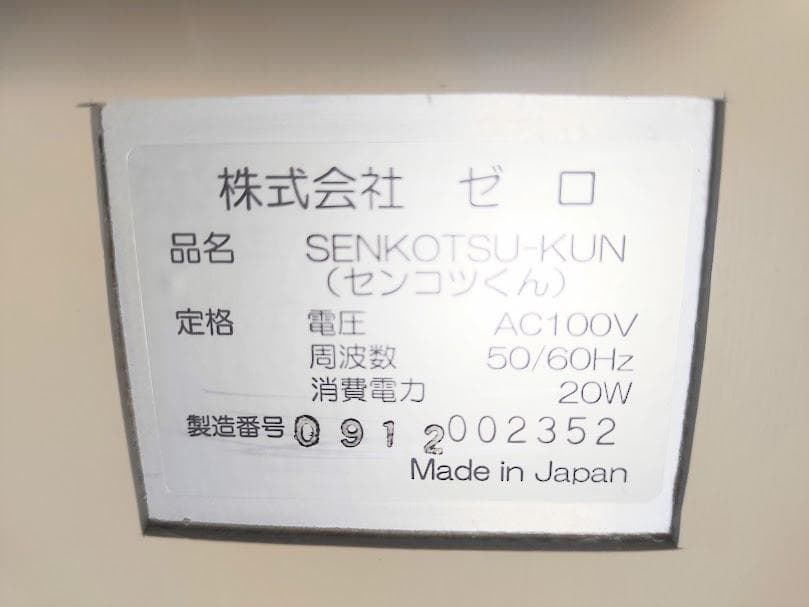 株式会社 ゼロ
品名 SENKOTSU-KUN
(センコツくん)
定格 電圧 AC100V
周波数 50/60Hz
消費電力 20W
製造番号 0912002352
Made in Japan